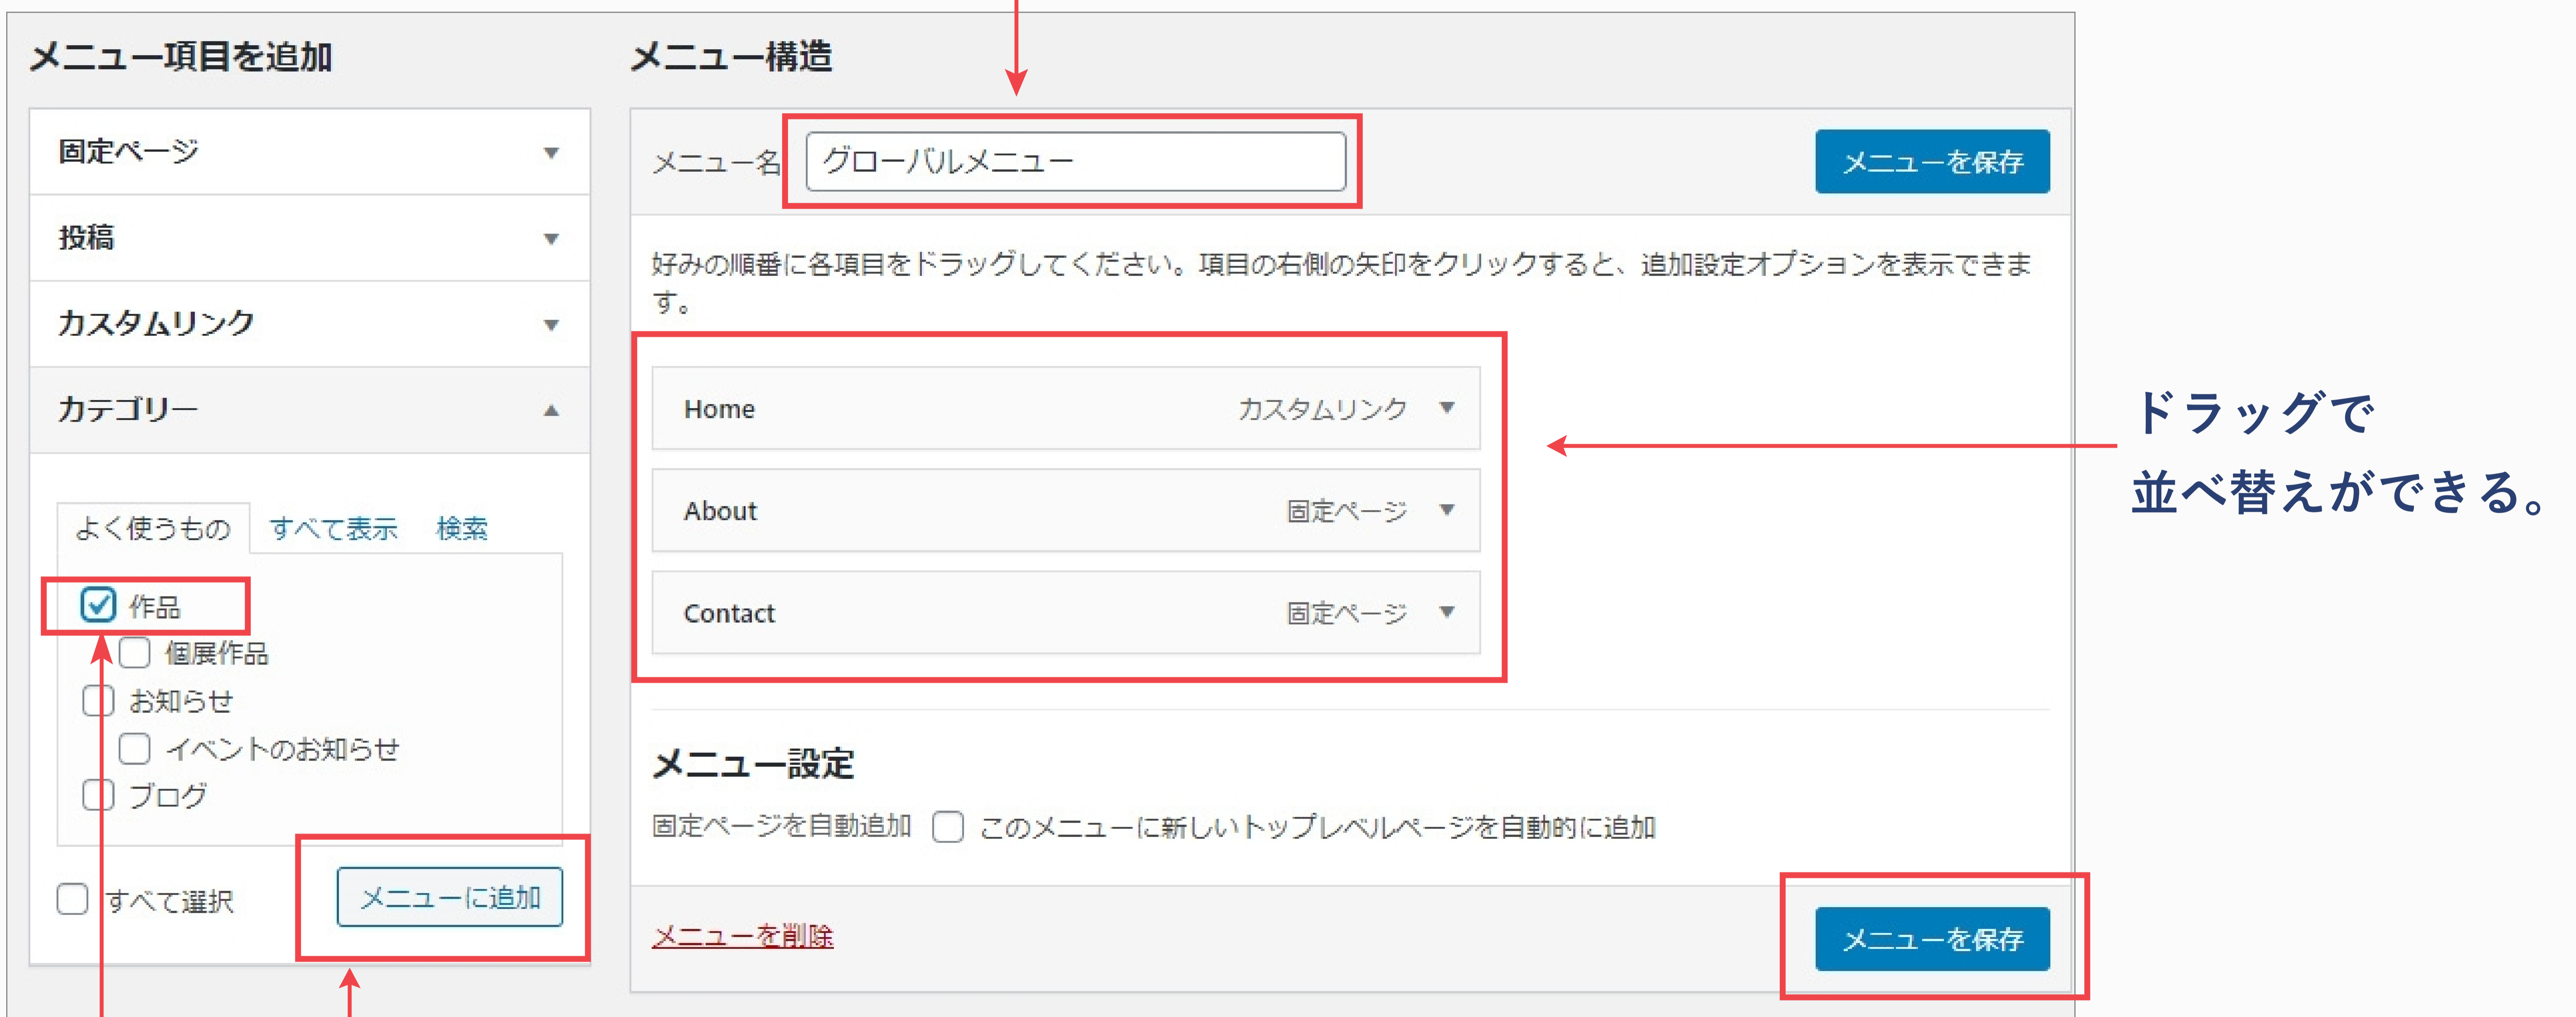 メニュー項目を追加
固定ページ
投稿
カスタムリンク
カテゴリー
よく使うもの すべて表示 検索
作品
個展作品
お知らせ
イベントのお知らせ
ブログ
すべて選択 メニューに追加
メニュー構造
メニュー名 グローバルメニュー メニューを保存
好みの順番に各項目をドラッグしてください。項目の右側の矢印をクリックすると、追加設定オプションを表示できま
す。
Home カスタムリンク
About 固定ページ
Contact 固定ページ
メニュー設定
固定ページを自動追加 このメニューに新しいトップレベルページを自動的に追加
メニューを削除 メニューを保存
ドラッグで
並べ替えができる。